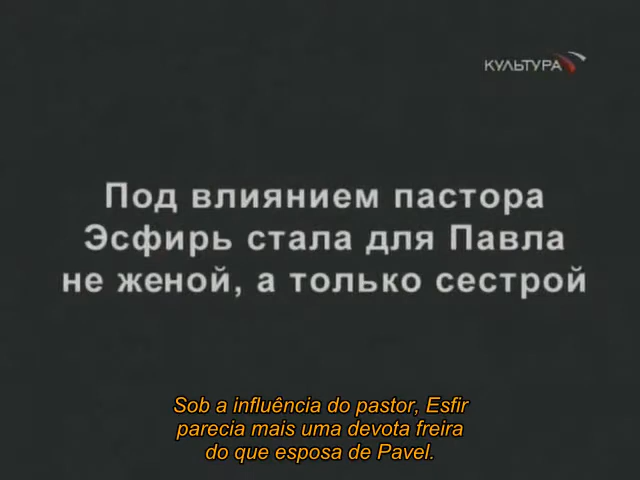 КУЛЬТУРА
Под влиянием пастора
Эсфирь стала для Павла
не женой, а только сестрой
Sob a influência do pastor, Esfir
parecia mais uma devota freira
do que esposa de Pavel.